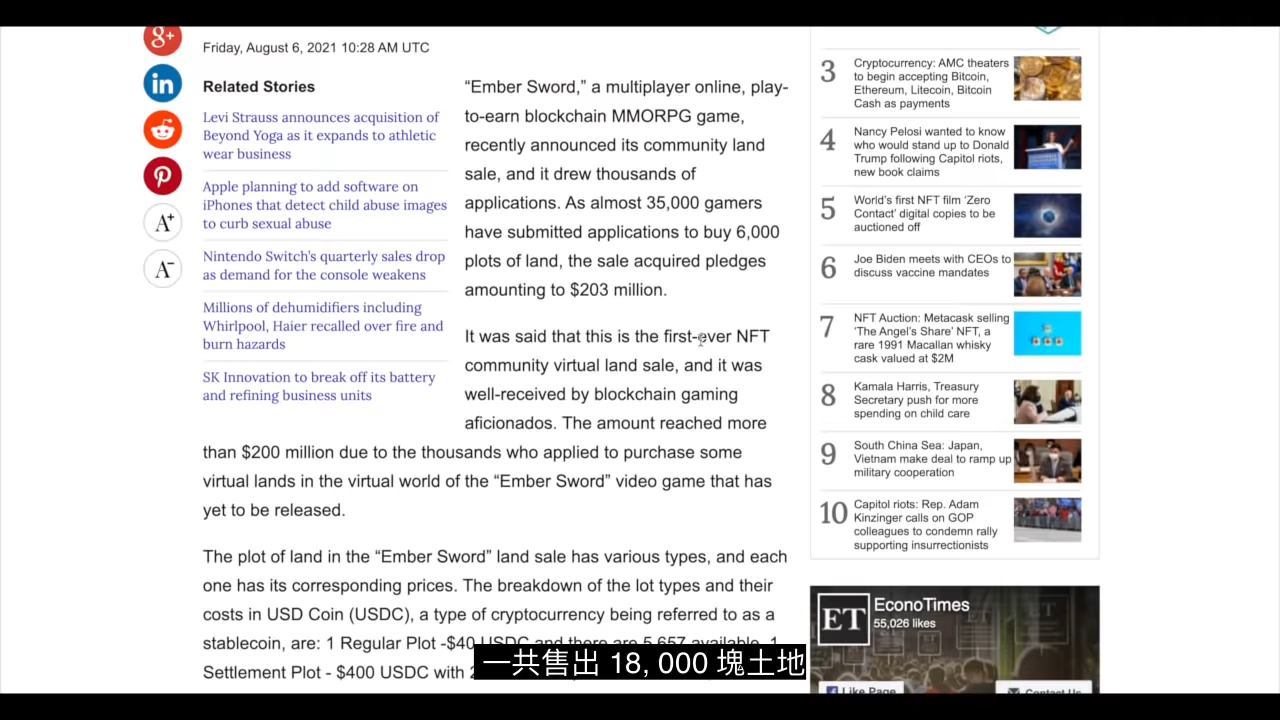 g+
Friday, August 6, 2021 10:28 AM UTC
in
A+
A-
Related Stories
Levi Strauss announces acquisition of
Beyond Yoga as it expands to athletic
wear business
Apple planning to add software on
iPhones that detect child abuse images
to curb sexual abuse
Nintendo Switch's quarterly sales drop
as demand for the console weakens
Millions of dehumidifiers including
Whirlpool, Haier recalled over fire and
burn hazards
SK Innovation to break off its battery
and refining business units
“Ember Sword,” a multiplayer online, play-
to-earn blockchain MMORPG game,
recently announced its community land
sale, and it drew thousands of
applications. As almost 35,000 gamers
have submitted applications to buy 6,000
plots of land, the sale acquired pledges
amounting to $203 million.
It was said that this is the first-ever NFT
community virtual land sale, and it was
well-received by blockchain gaming
aficionados. The amount reached more
than $200 million due to the thousands who applied to purchase some
virtual lands in the virtual world of the “Ember Sword” video game that has
yet to be released.
The plot of land in the “Ember Sword” land sale has various types, and each
one has its corresponding prices. The breakdown of the lot types and their
costs in USD Coin (USDC), a type of cryptocurrency being referred to as a
stablecoin, are: 1 Regular Plot -$40 USDC and there are 5,657 available, 1
Settlement Plot - $400 USDC with
一共售出 18, 000 塊土地
3
Cryptocurrency: AMC theaters
to begin accepting Bitcoin,
Ethereum, Litecoin, Bitcoin
Cash as payments
4
Nancy Pelosi wanted to know
who would stand up to Donald
Trump following Capitol riots,
new book claims
5
World's first NFT film 'Zero
Contact' digital copies to be
auctioned off
6
Joe Biden meets with CEOs to
discuss vaccine mandates
7
NFT Auction: Metacask selling
'The Angel's Share' NFT, a
rare 1991 Macallan whisky
cask valued at $2M
8
Kamala Harris, Treasury
Secretary push for more
spending on child care
9
South China Sea: Japan,
Vietnam make deal to ramp up
military cooperation
10
Capitol riots: Rep. Adam
Kinzinger calls on GOP
colleagues to condemn rally
supporting insurrectionists
ET
EconoTimes
55,026 likes
Like Page
Contact Us